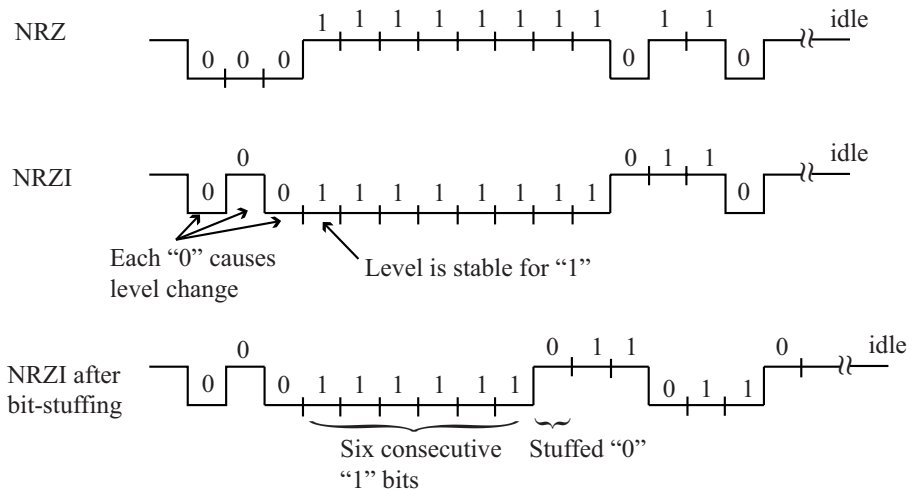 1 1 1 1 1 1 1 1 1 1 idle
NRZ
0 0 0 0 0
0 0 1 1 idle
NRZI
0 0 1 1 1 1 1 1 1 1 0
Each “0” causes
level change
Level is stable for “1”
0 0 1 1 0 idle
NRZI after
bit-stuffing
0 0 1 1 1 1 1 1 0 1 1
Six consecutive
“1” bits
Stuffed “0”